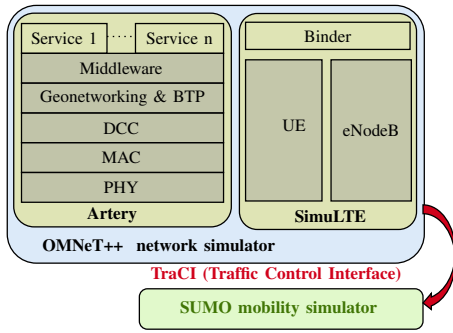 Service 1 ...... Service n
Binder
Middleware
Geonetworking & BTP
DCC
MAC
PHY
UE
eNodeB
Artery
SimuLTE
OMNeT++ network simulator
TraCI (Traffic Control Interface)
SUMO mobility simulator